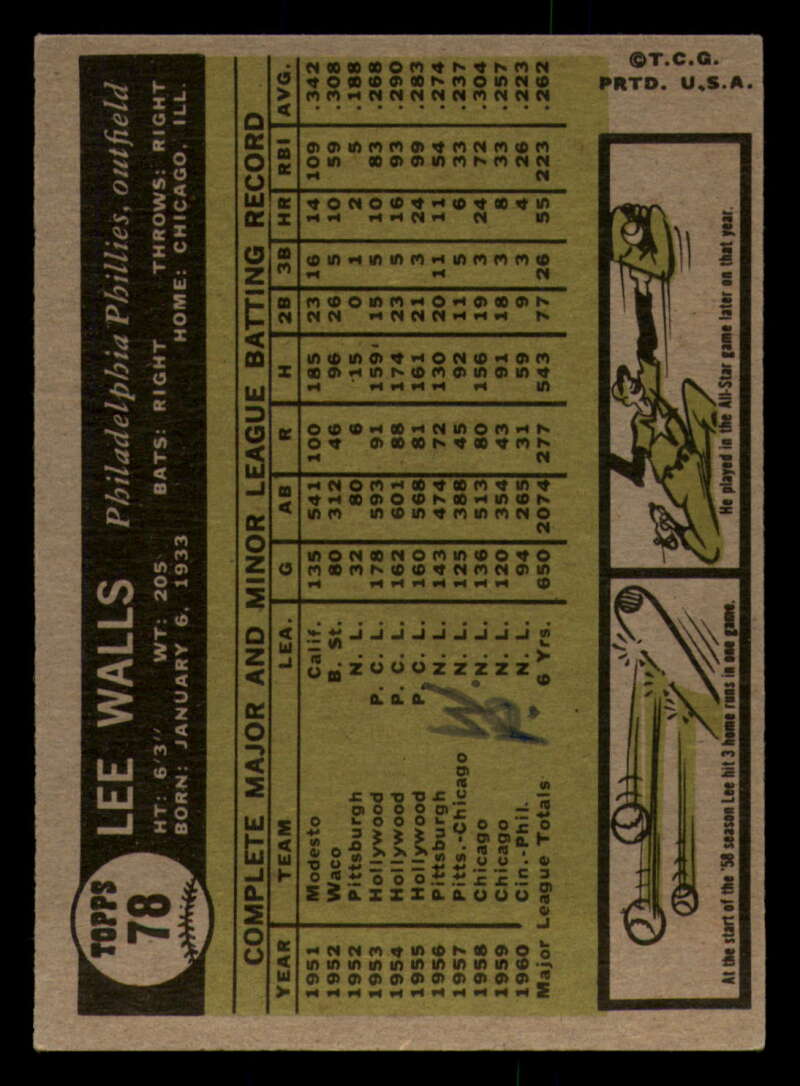 TOPPS
78
LEE WALLS Philadelphia Phillies, outfield
HT: 6'3" WT: 205 BATS: RIGHT THROWS: RIGHT
BORN: JANUARY 6, 1933 HOME: CHICAGO, ILL.
COMPLETE MAJOR AND MINOR LEAGUE BATTING RECORD
YEAR TEAM LEA. G AB R H 2B 3B HR RBI AVG.
1951 Modesto Calif. 135 541 100 185 23 16 14 109 .342
1952 Waco B. St. 80 312 46 96 26 5 10 59 .308
1952 Pittsburgh N. L. 32 80 6 15 0 1 2 5 .188
1953 Hollywood P. C. L. 178 593 91 159 15 5 10 83 .268
1954 Hollywood P. C. L. 162 601 88 174 23 5 16 93 .290
1955 Hollywood P. C. L. 160 568 81 161 21 3 24 99 .283
1956 Pittsburgh N. L. 143 474 72 130 20 11 11 54 .274
1957 Pitts.-Chicago N. L. 125 388 45 92 11 5 6 33 .237
1958 Chicago N. L. 136 513 80 156 19 3 24 72 .304
1959 Chicago N. L. 120 354 43 91 18 3 8 33 .257
1960 Cin.-Phil. N. L. 94 265 31 59 9 3 4 26 .223
Major League Totals 6 Yrs. 650 2074 277 543 77 26 55 223 .262
At the start of the '58 season Lee hit 3 home runs in one game.
He played in the All-Star game later on that year.
©T.C.G.
PRTD. U.S.A.